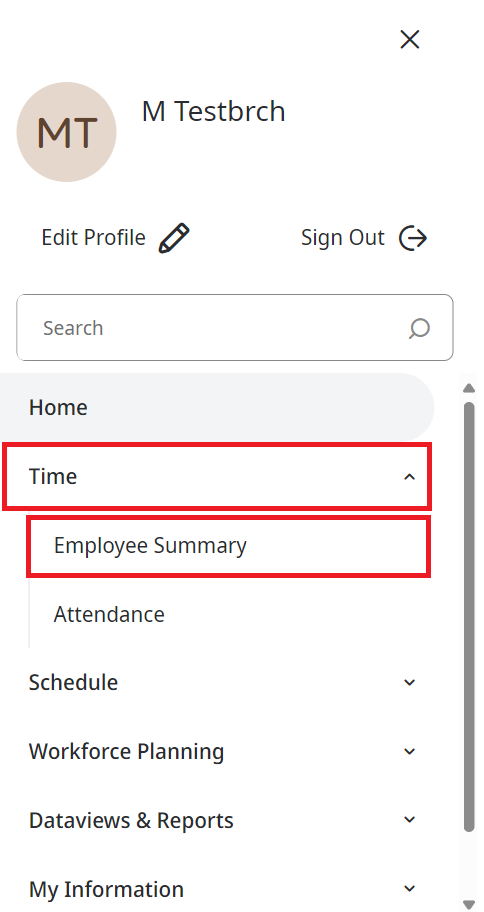 M Testbrch
MT
Edit Profile
Sign Out
Search
Home
Time
Employee Summary
Attendance
Schedule
Workforce Planning
Dataviews & Reports
My Information